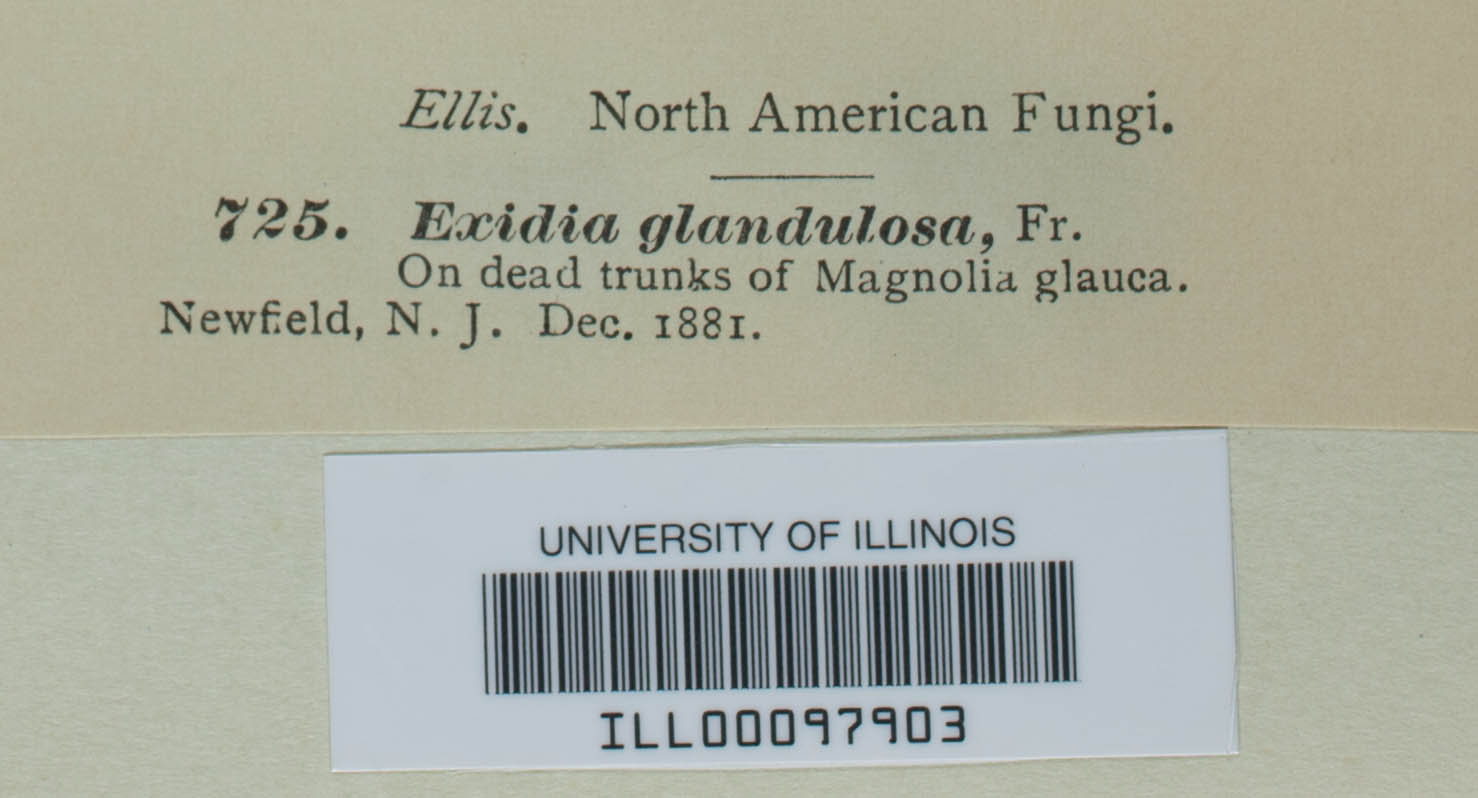 Ellis. North American Fungi.
725. Exidia glandulosa, Fr.
On dead trunks of Magnolia glauca.
Newfield, N. J. Dec. 1881.
UNIVERSITY OF ILLINOIS
ILL00097903